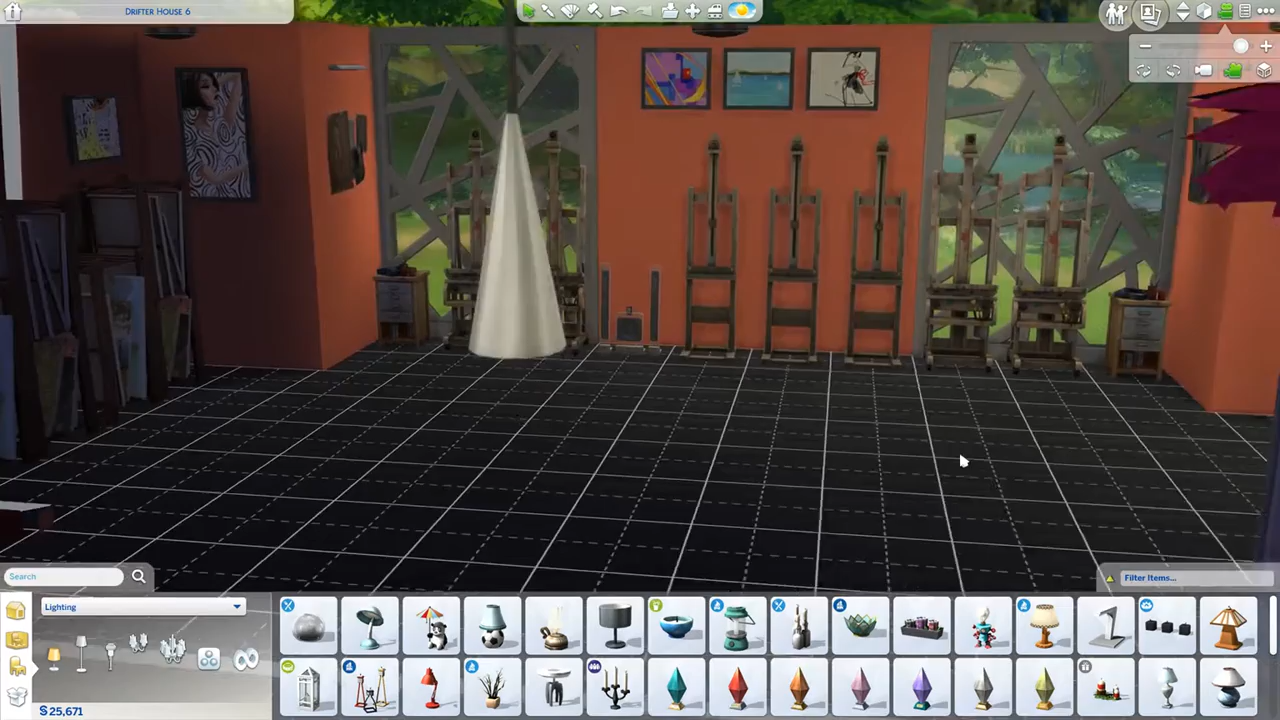 DRIFTER HOUSE 6
Search
Filter Items...
Lighting
§25,671